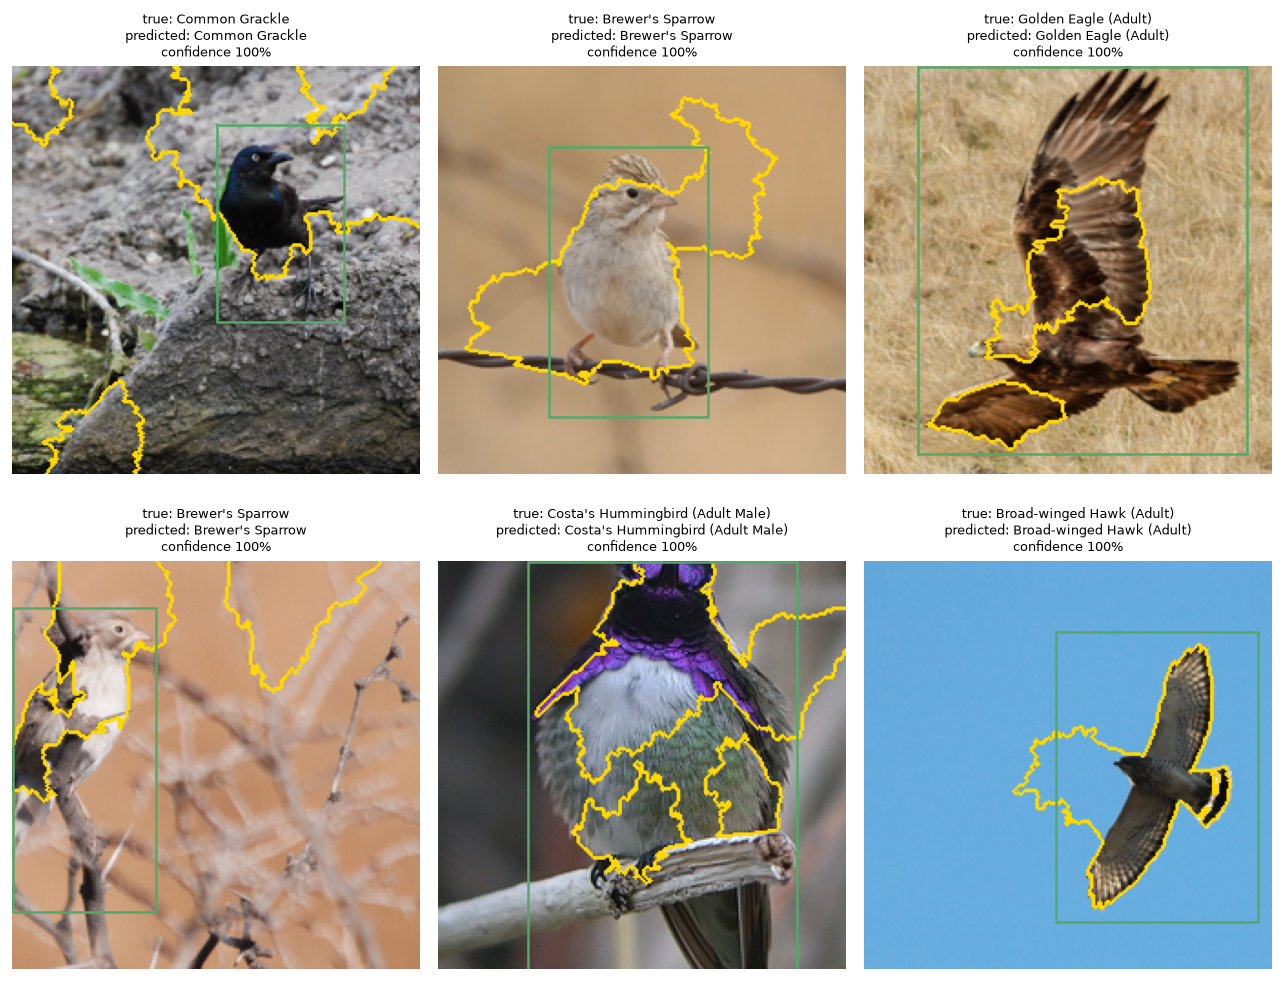 true: Common Grackle
predicted: Common Grackle
confidence 100%
true: Brewer's Sparrow
predicted: Brewer's Sparrow
confidence 100%
true: Golden Eagle (Adult)
predicted: Golden Eagle (Adult)
confidence 100%
true: Brewer's Sparrow
predicted: Brewer's Sparrow
confidence 100%
true: Costa's Hummingbird (Adult Male)
predicted: Costa's Hummingbird (Adult Male)
confidence 100%
true: Broad-winged Hawk (Adult)
predicted: Broad-winged Hawk (Adult)
confidence 100%